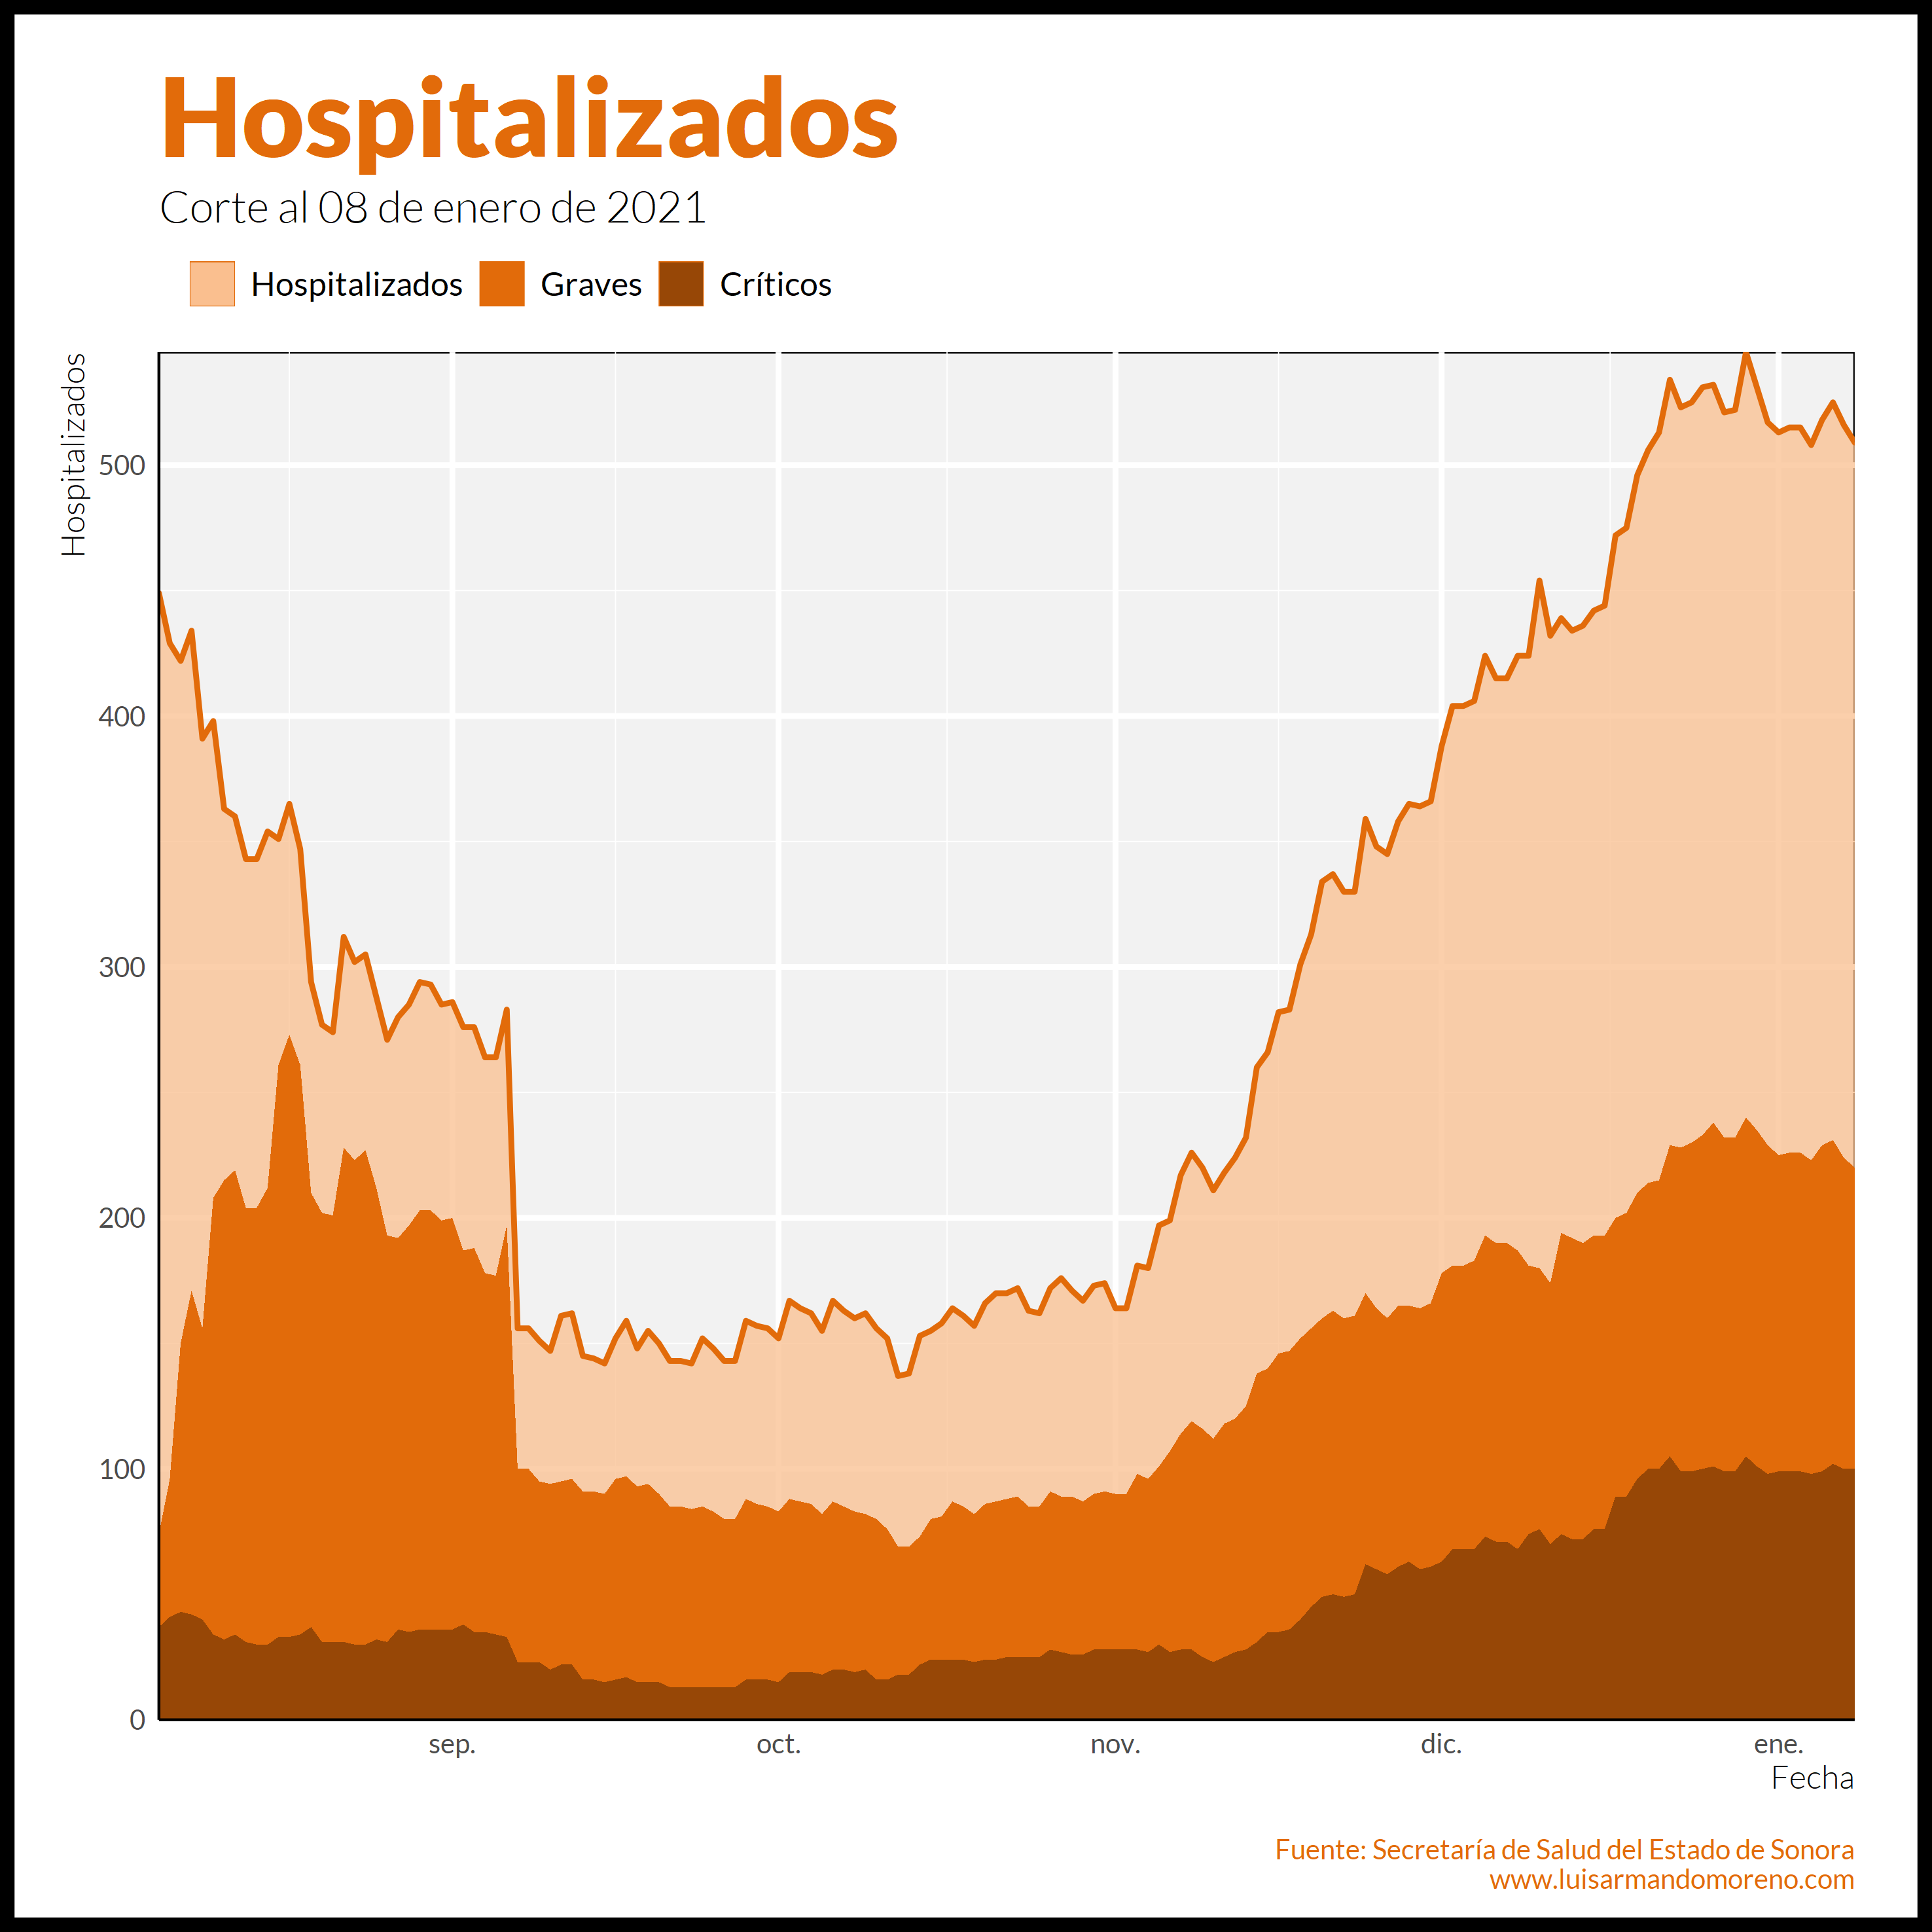 Hospitalizados
Corte al 08 de enero de 2021
Hospitalizados Graves Críticos
Hospitalizados
500
400
300
200
100
0
sep. oct. nov. dic. ene.
Fecha
Fuente: Secretaría de Salud del Estado de Sonora
www.luisarmandomoreno.com